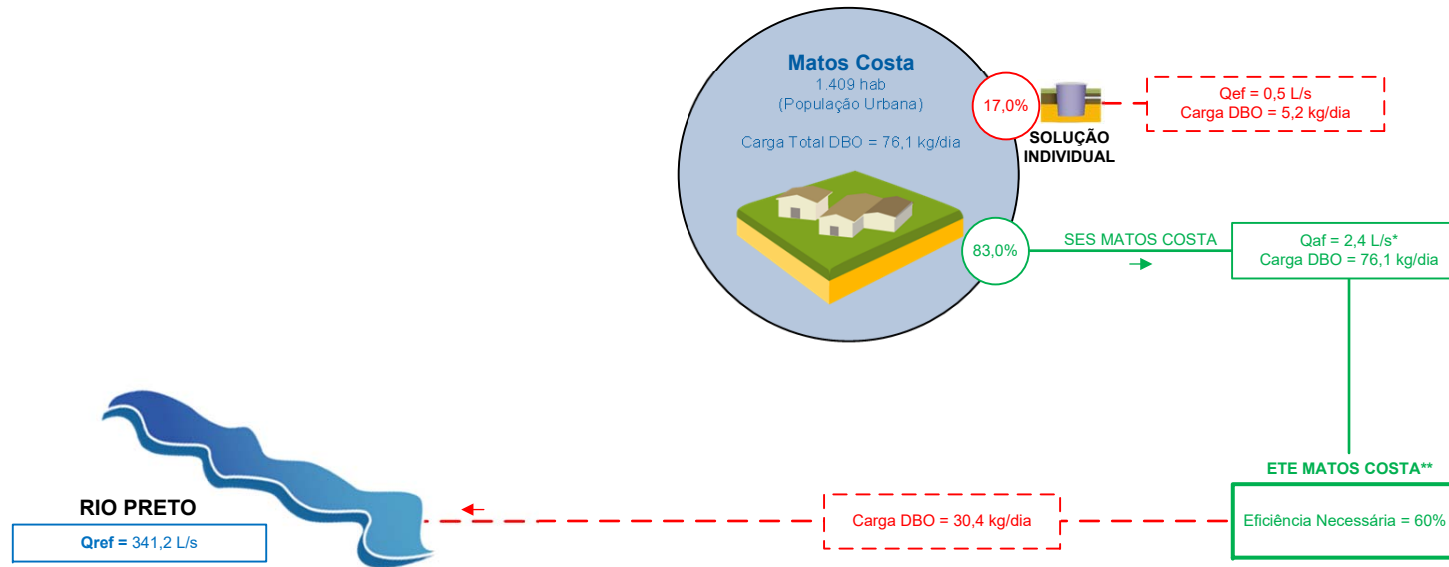 Matos Costa
1.409 hab
(População Urbana)
Carga Total DBO = 76,1 kg/dia
17,0%
SOLUÇÃO
INDIVIDUAL
Qef = 0,5 L/s
Carga DBO = 5,2 kg/dia
83,0%
SES MATOS COSTA
Qaf = 2,4 L/s*
Carga DBO = 76,1 kg/dia
ETE MATOS COSTA**
Eficiência Necessária = 60%
Carga DBO = 30,4 kg/dia
RIO PRETO
Qref = 341,2 L/s